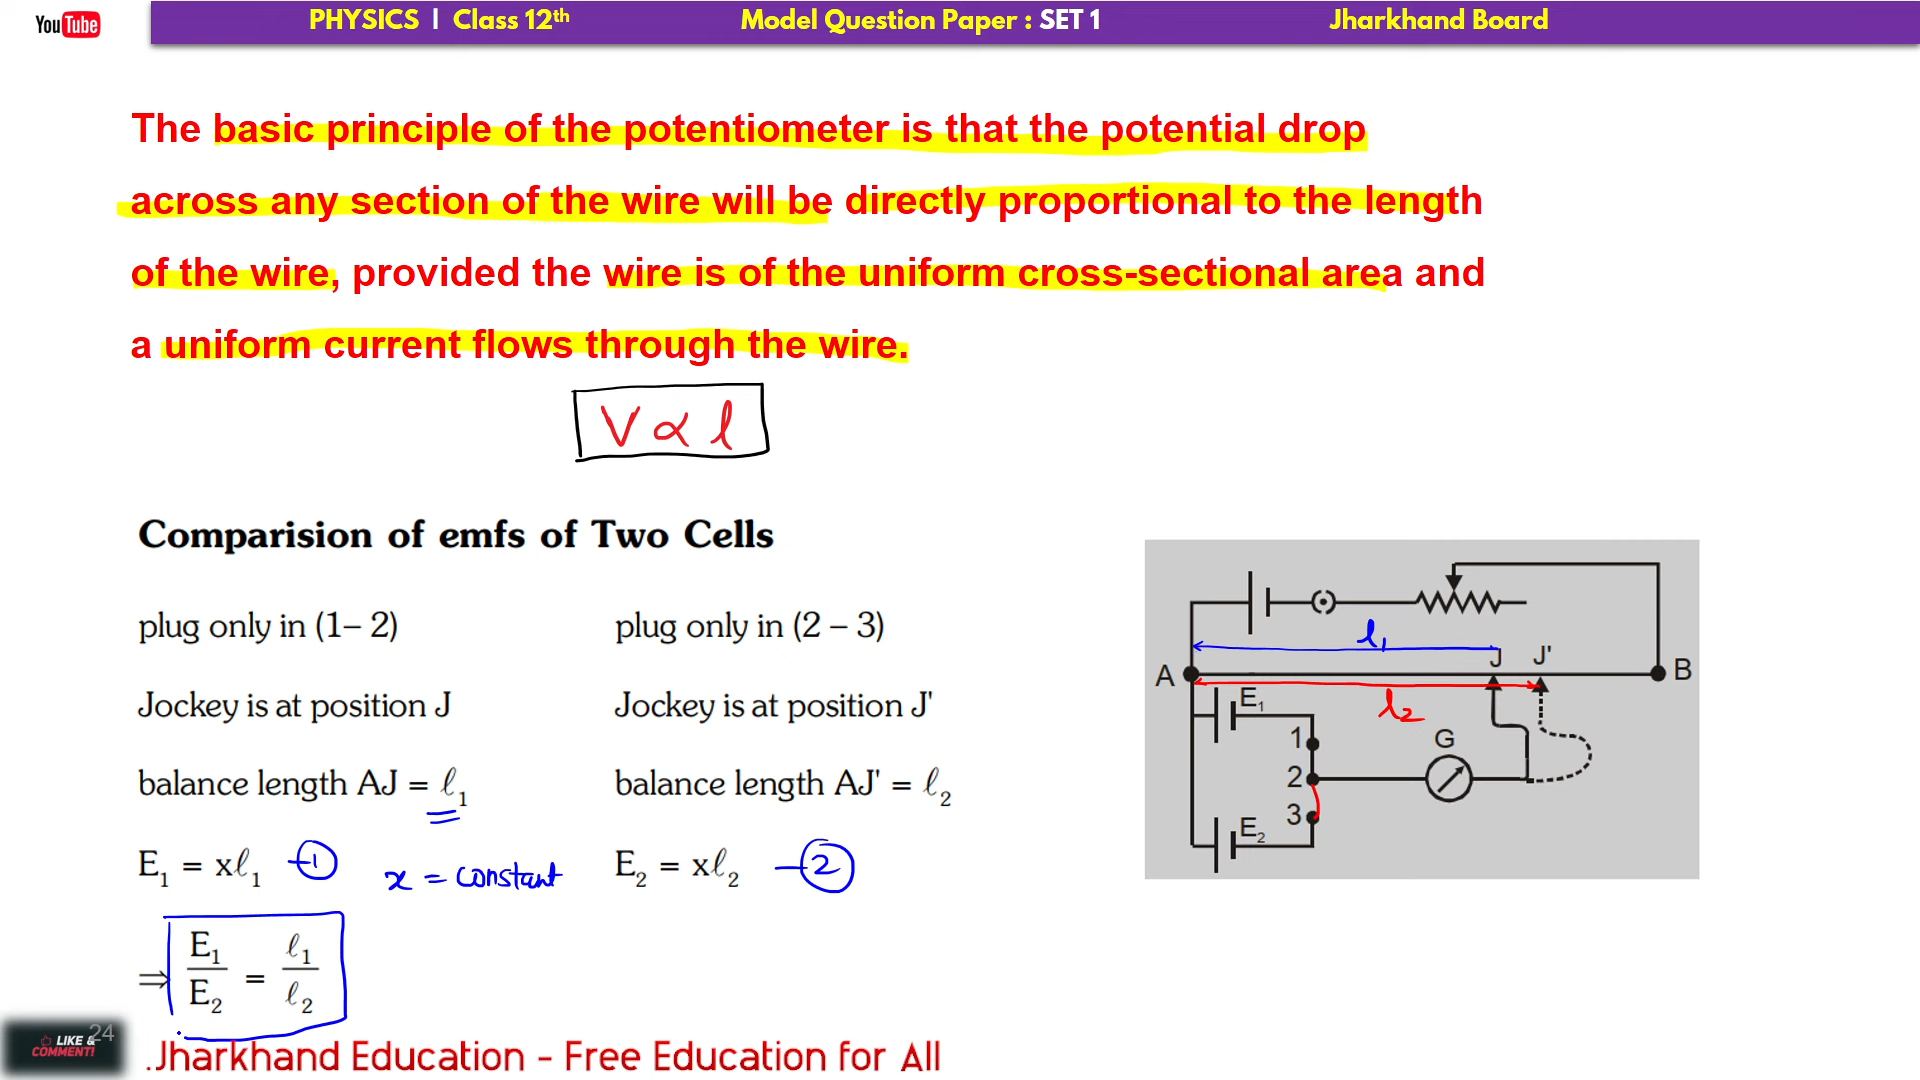 YouTube
PHYSICS | Class 12th Model Question Paper : SET 1 Jharkhand Board
The basic principle of the potentiometer is that the potential drop
across any section of the wire will be directly proportional to the length
of the wire, provided the wire is of the uniform cross-sectional area and
a uniform current flows through the wire.
V ∝ l
Comparision of emfs of Two Cells
plug only in (1– 2)
Jockey is at position J
balance length AJ = ℓ₁
E₁ = xℓ₁ –①
x = constant
plug only in (2 – 3)
Jockey is at position J'
balance length AJ' = ℓ₂
E₂ = xℓ₂ –②
⇒ E₁/E₂ = ℓ₁/ℓ₂
l₁
J J'
A B
l₂
E₁
1
G
2
3
E₂
24
LIKE &
COMMENT!
.Jharkhand Education - Free Education for All